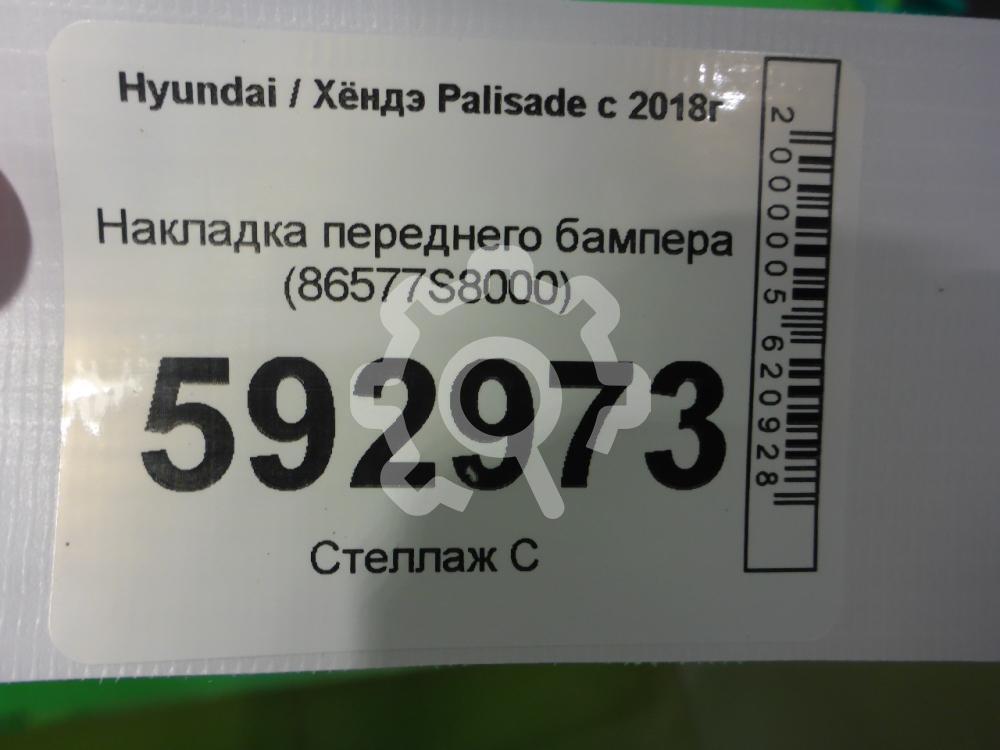 Hyundai / Хёндэ Palisade с 2018г
Накладка переднего бампера
(86577S8000)
592973
Стеллаж С
2000005620928